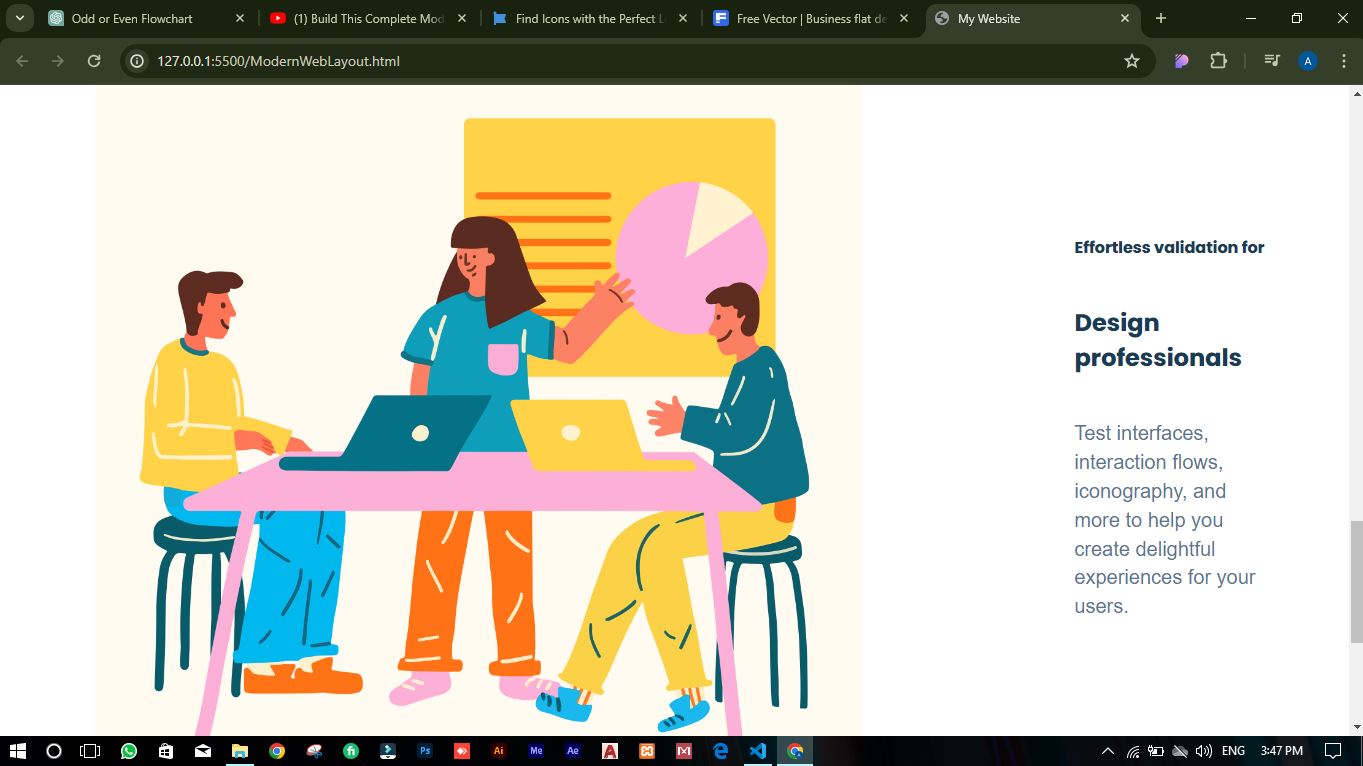 Odd or Even Flowchart
(1) Build This Complete Mod
Find Icons with the Perfect L
Free Vector | Business flat de
My Website
127.0.0.1:5500/ModernWebLayout.html
A
Effortless validation for
Design
professionals
Test interfaces,
interaction flows,
iconography, and
more to help you
create delightful
experiences for your
users.
Ps
Ai
Me
Ae
ENG
3:47 PM